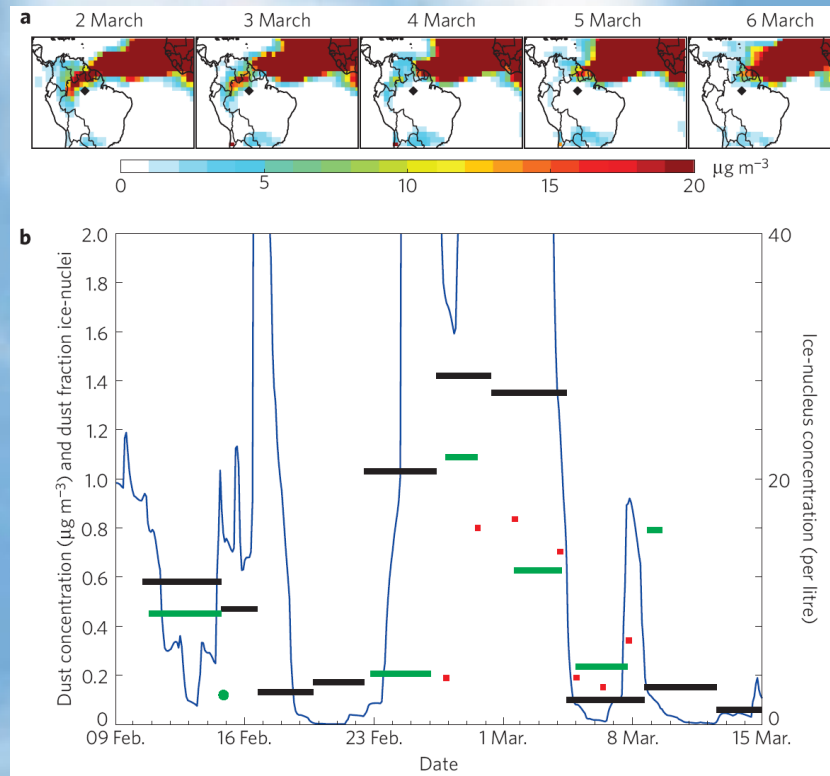 a
2 March
3 March
4 March
5 March
6 March
0
5
10
15
20
µg m⁻³
b
Dust concentration (µg m⁻³) and dust fraction ice-nuclei
2.0
1.8
1.6
1.4
1.2
1.0
0.8
0.6
0.4
0.2
0
40
20
0
Ice-nucleus concentration (per litre)
09 Feb.
16 Feb.
23 Feb.
1 Mar.
8 Mar.
15 Mar.
Date